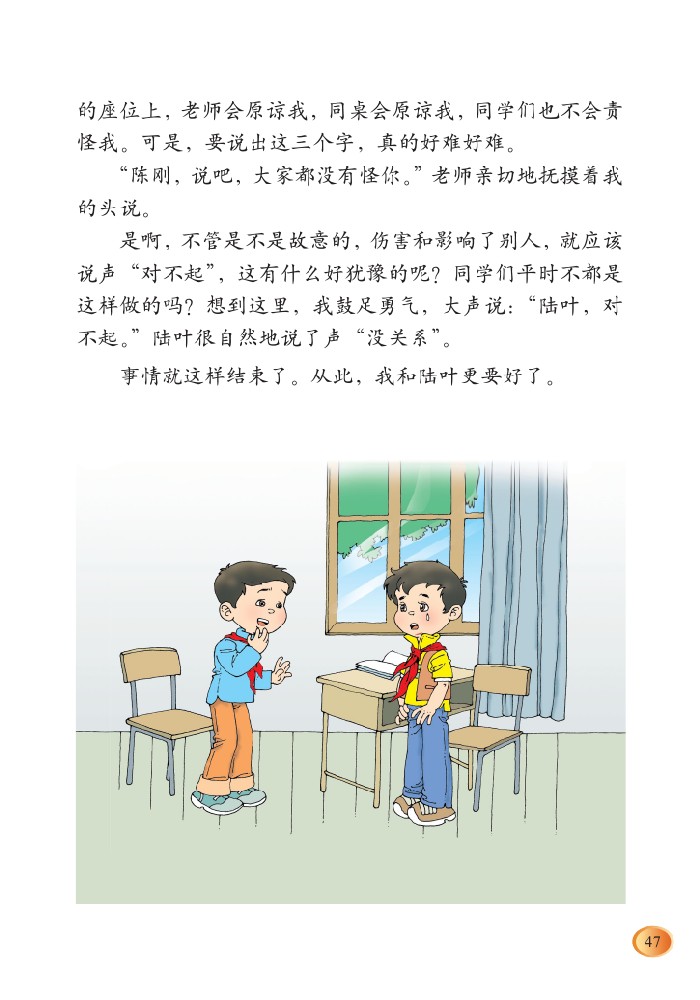 的座位上，老师会原谅我，同桌会原谅我，同学们也不会责
怪我。可是，要说出这三个字，真的好难好难。
“陈刚，说吧，大家都没有怪你。”老师亲切地抚摸着我
的头说。
是啊，不管是不是故意的，伤害和影响了别人，就应该
说声“对不起”，这有什么好犹豫的呢？同学们平时不都是
这样做的吗？想到这里，我鼓足勇气，大声说：“陆叶，对
不起。”陆叶很自然地说了声“没关系”。
事情就这样结束了。从此，我和陆叶更要好了。
47